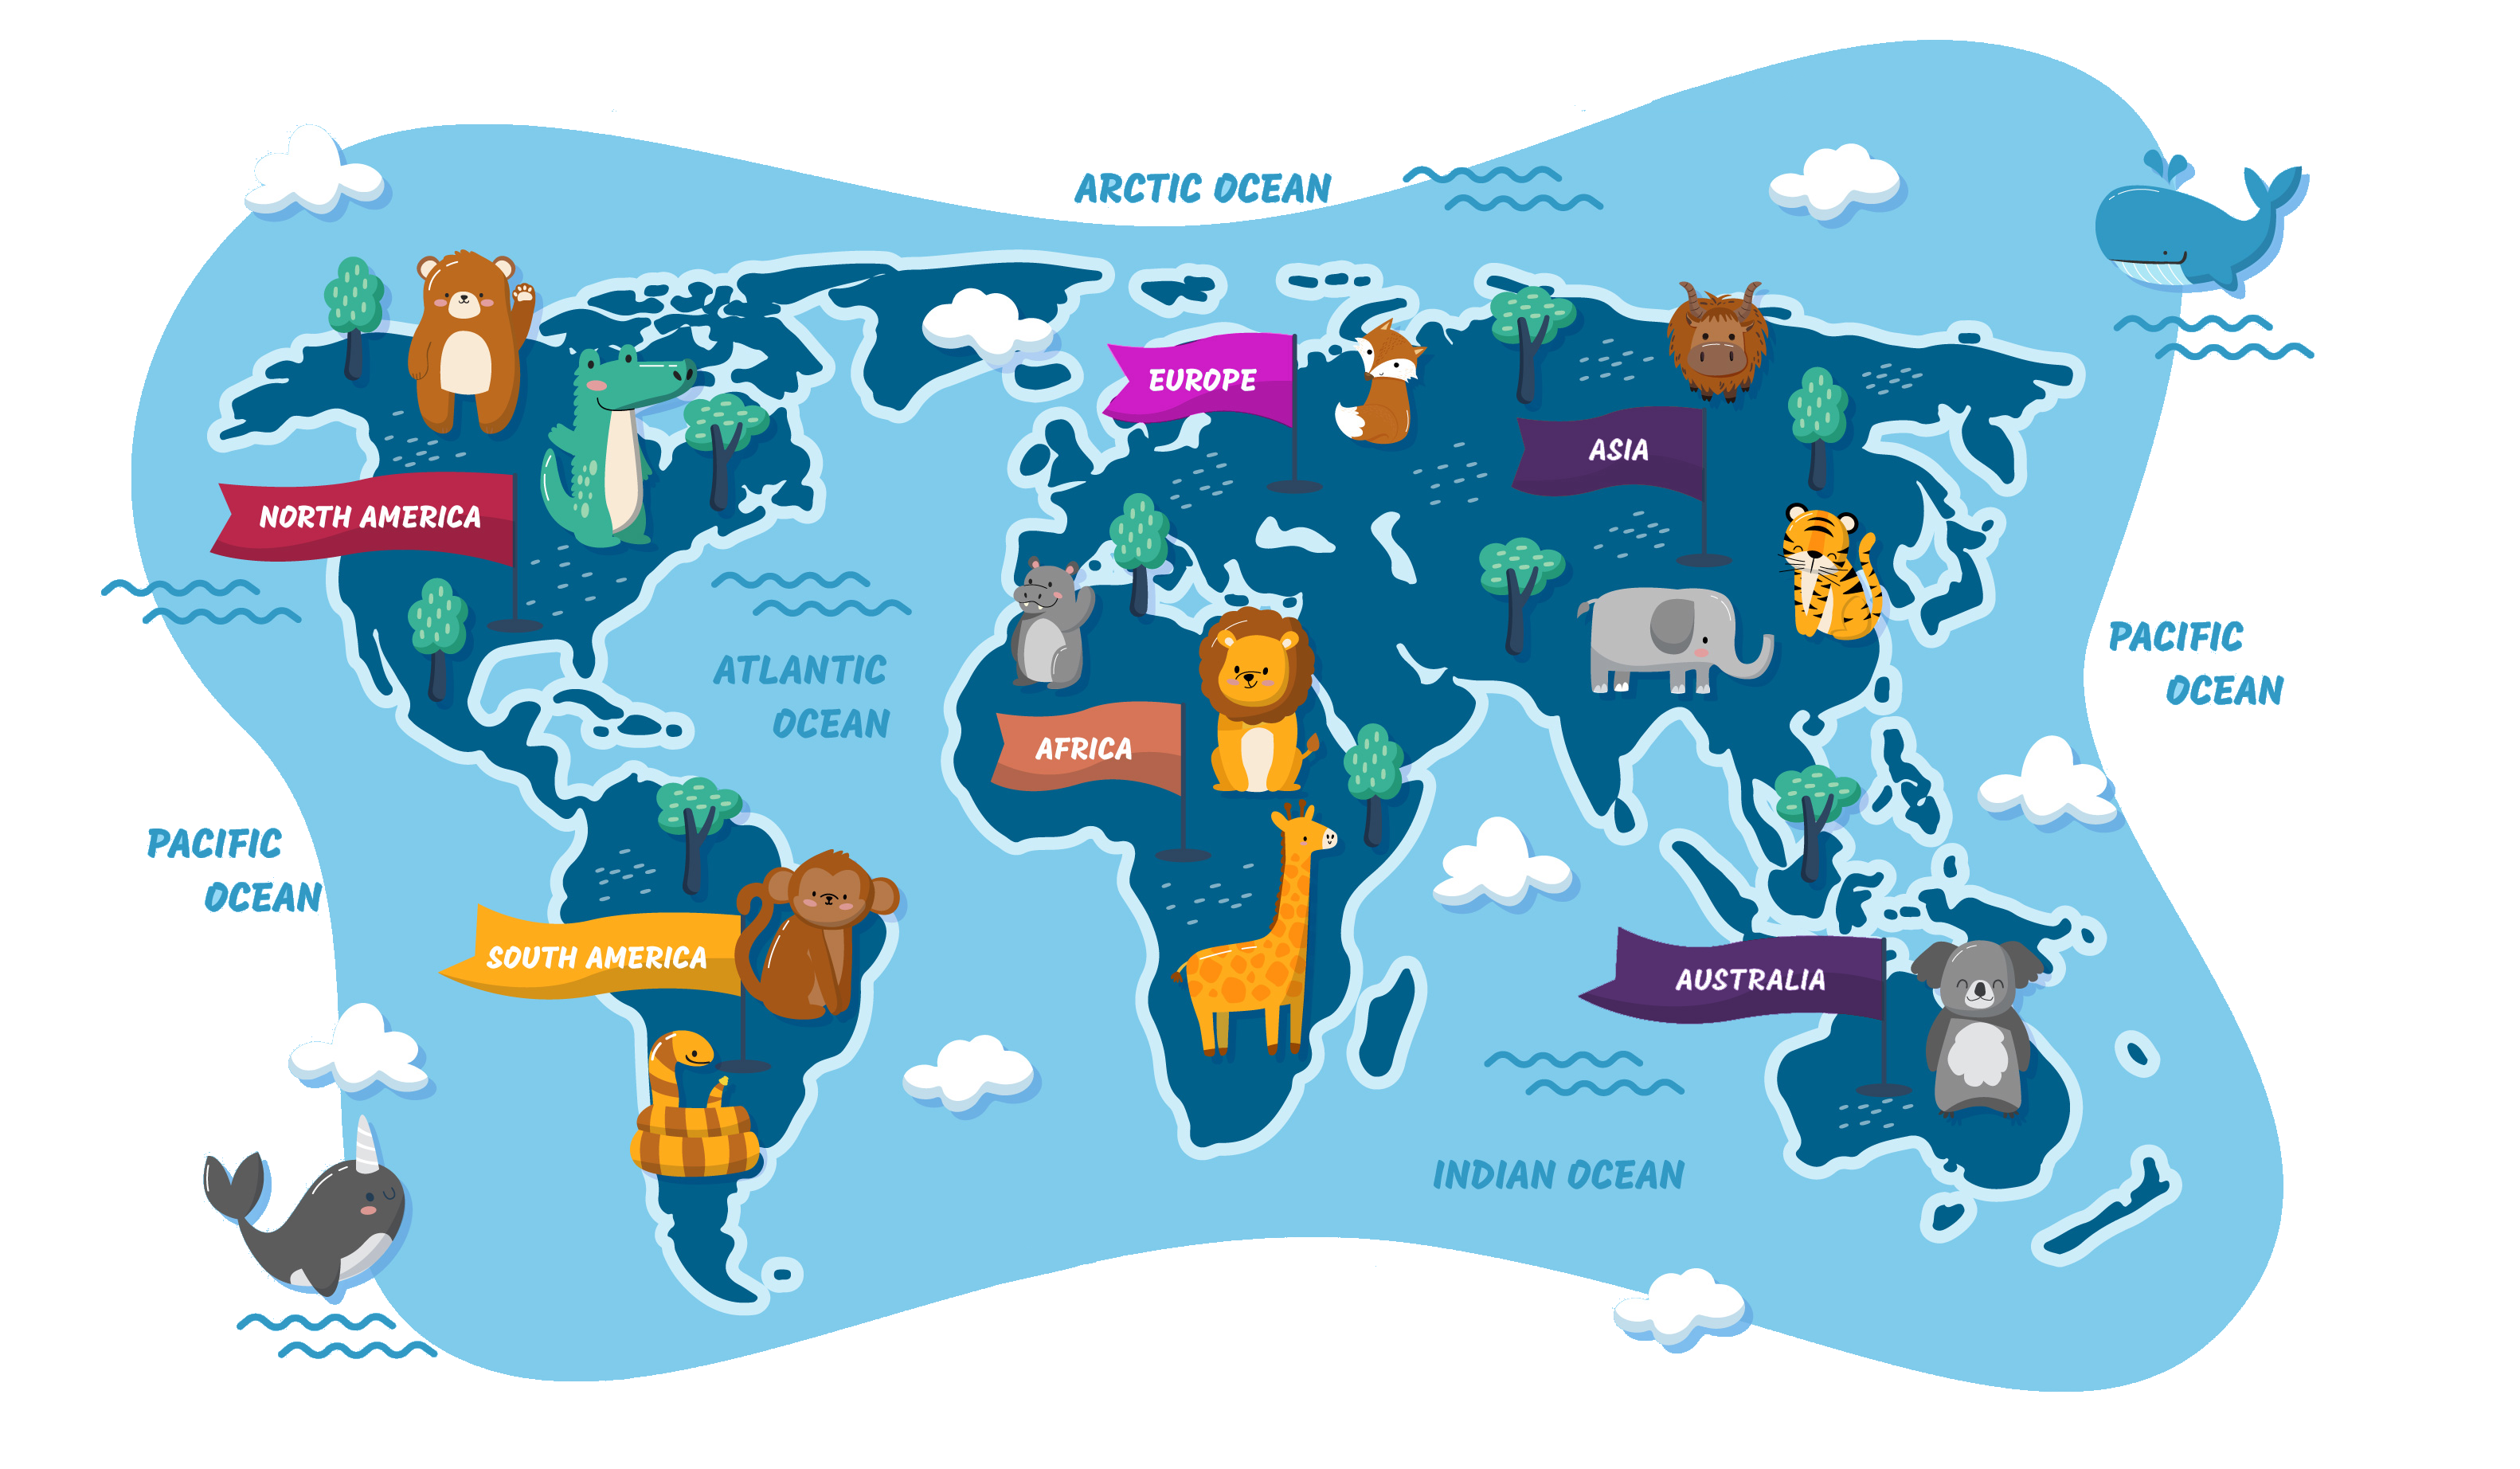 ARCTIC OCEAN
EUROPE
ASIA
NORTH AMERICA
ATLANTIC
OCEAN
PACIFIC
OCEAN
AFRICA
PACIFIC
OCEAN
SOUTH AMERICA
AUSTRALIA
INDIAN OCEAN